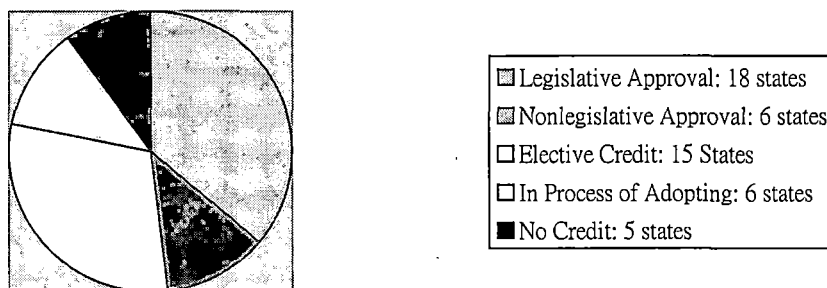 Legislative Approval: 18 states
Nonlegislative Approval: 6 states
Elective Credit: 15 States
In Process of Adopting: 6 states
No Credit: 5 states